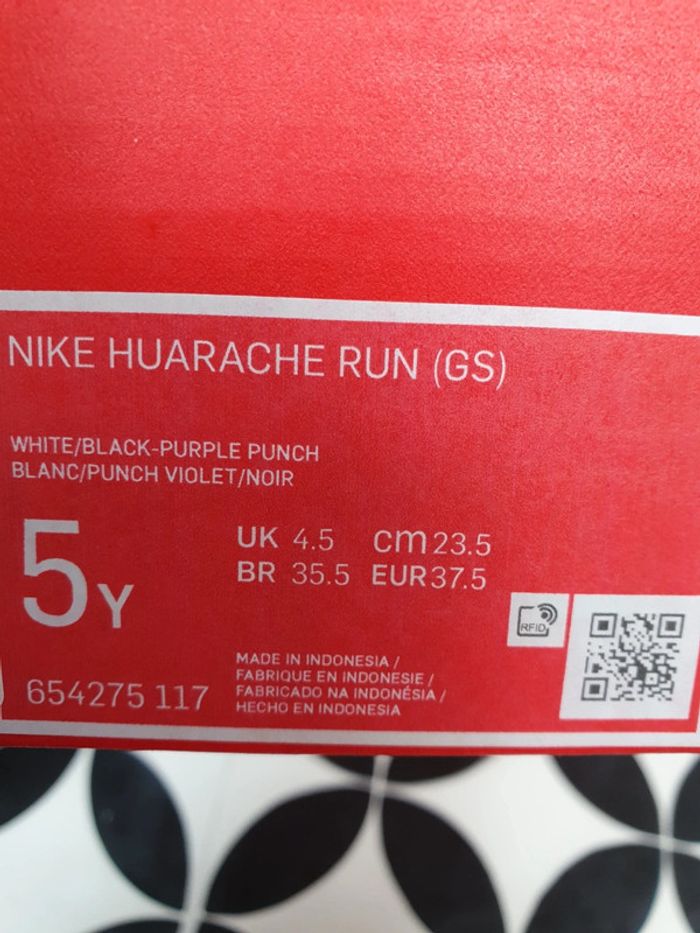 NIKE HUARACHE RUN (GS)
WHITE/BLACK-PURPLE PUNCH
BLANC/PUNCH VIOLET/NOIR
5Y
UK 4.5 cm 23.5
BR 35.5 EUR 37.5
RFID
654275 117
MADE IN INDONESIA /
FABRIQUE EN INDONESIE /
FABRICADO NA INDONÉSIA /
HECHO EN INDONESIA